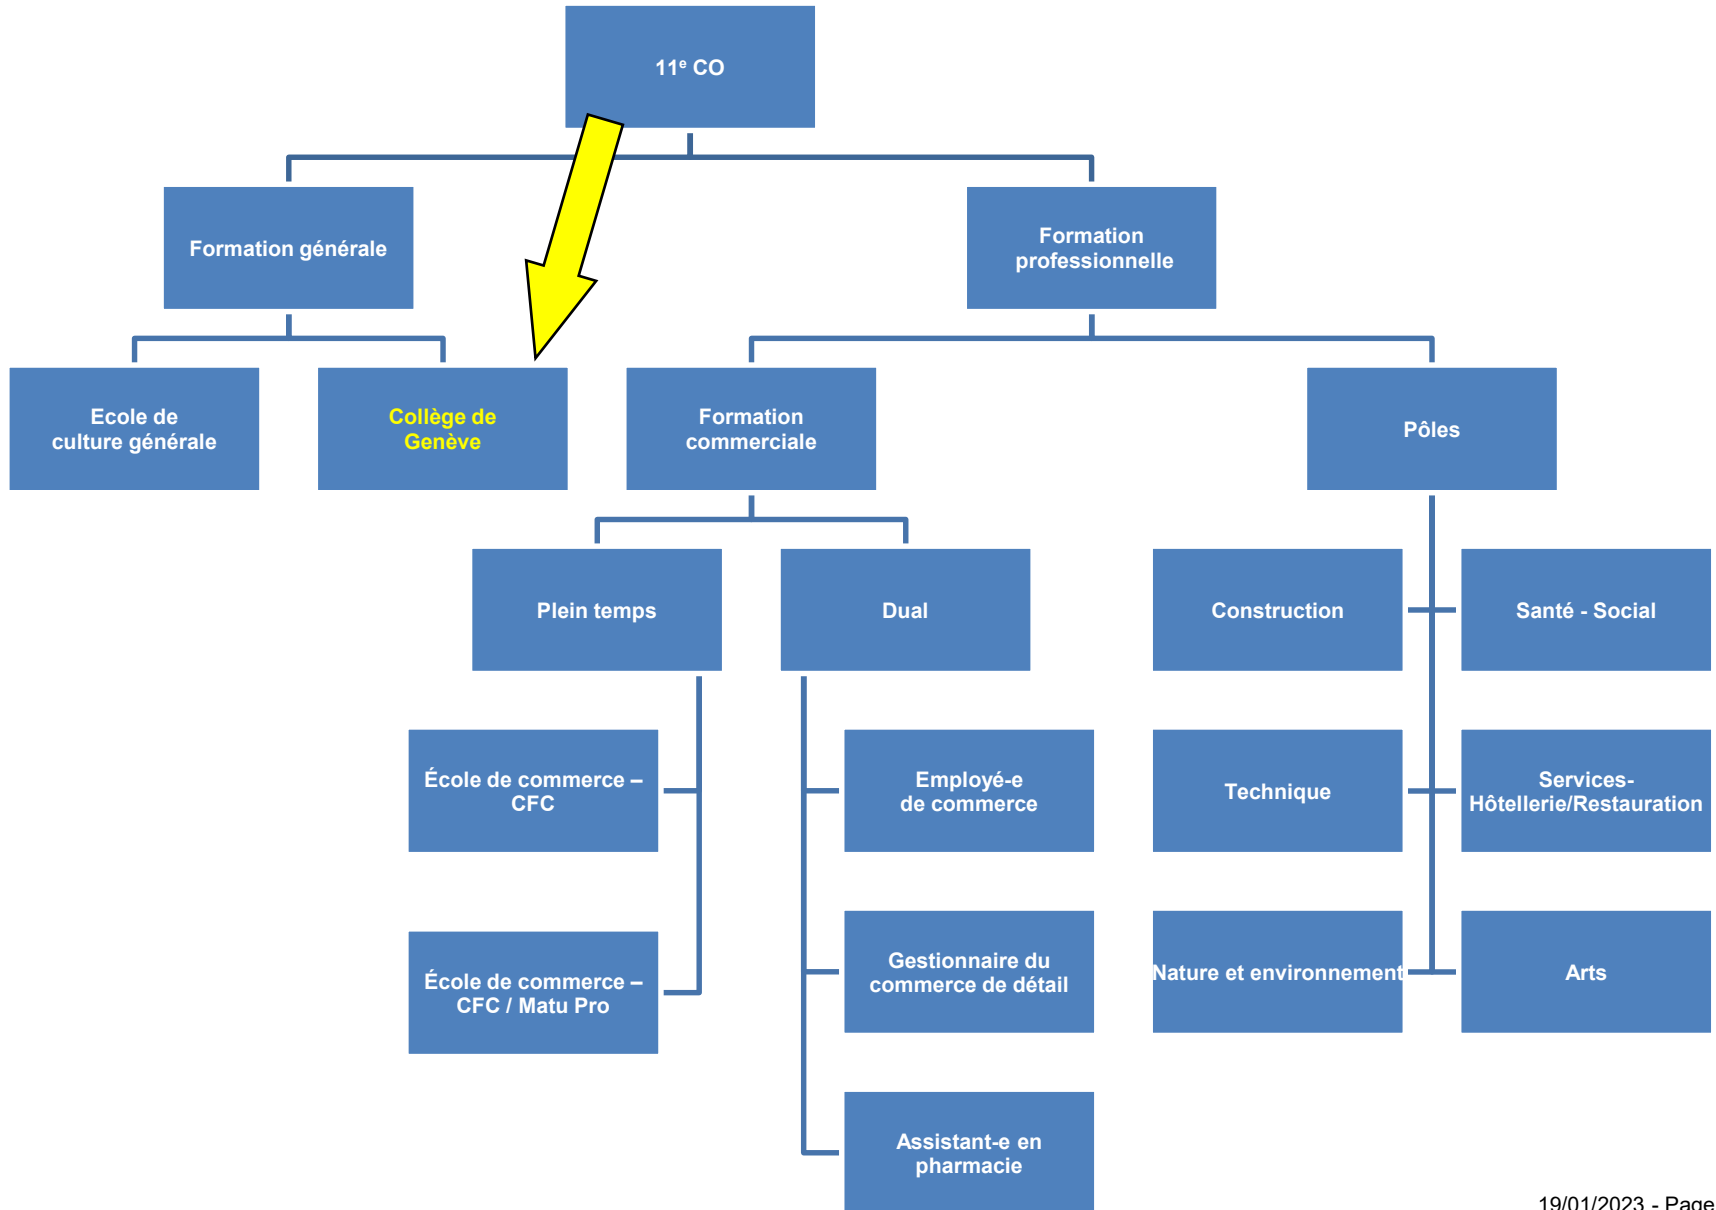 11e CO
Formation générale
Formation
professionnelle
Ecole de
culture générale
Collège de
Genève
Formation
commerciale
Pôles
Plein temps
Dual
Construction
Santé - Social
École de commerce –
CFC
Employé-e
de commerce
Technique
Services-
Hôtellerie/Restauration
École de commerce –
CFC / Matu Pro
Gestionnaire du
commerce de détail
Nature et environnement
Arts
Assistant-e en
pharmacie
19/01/2023 - Page